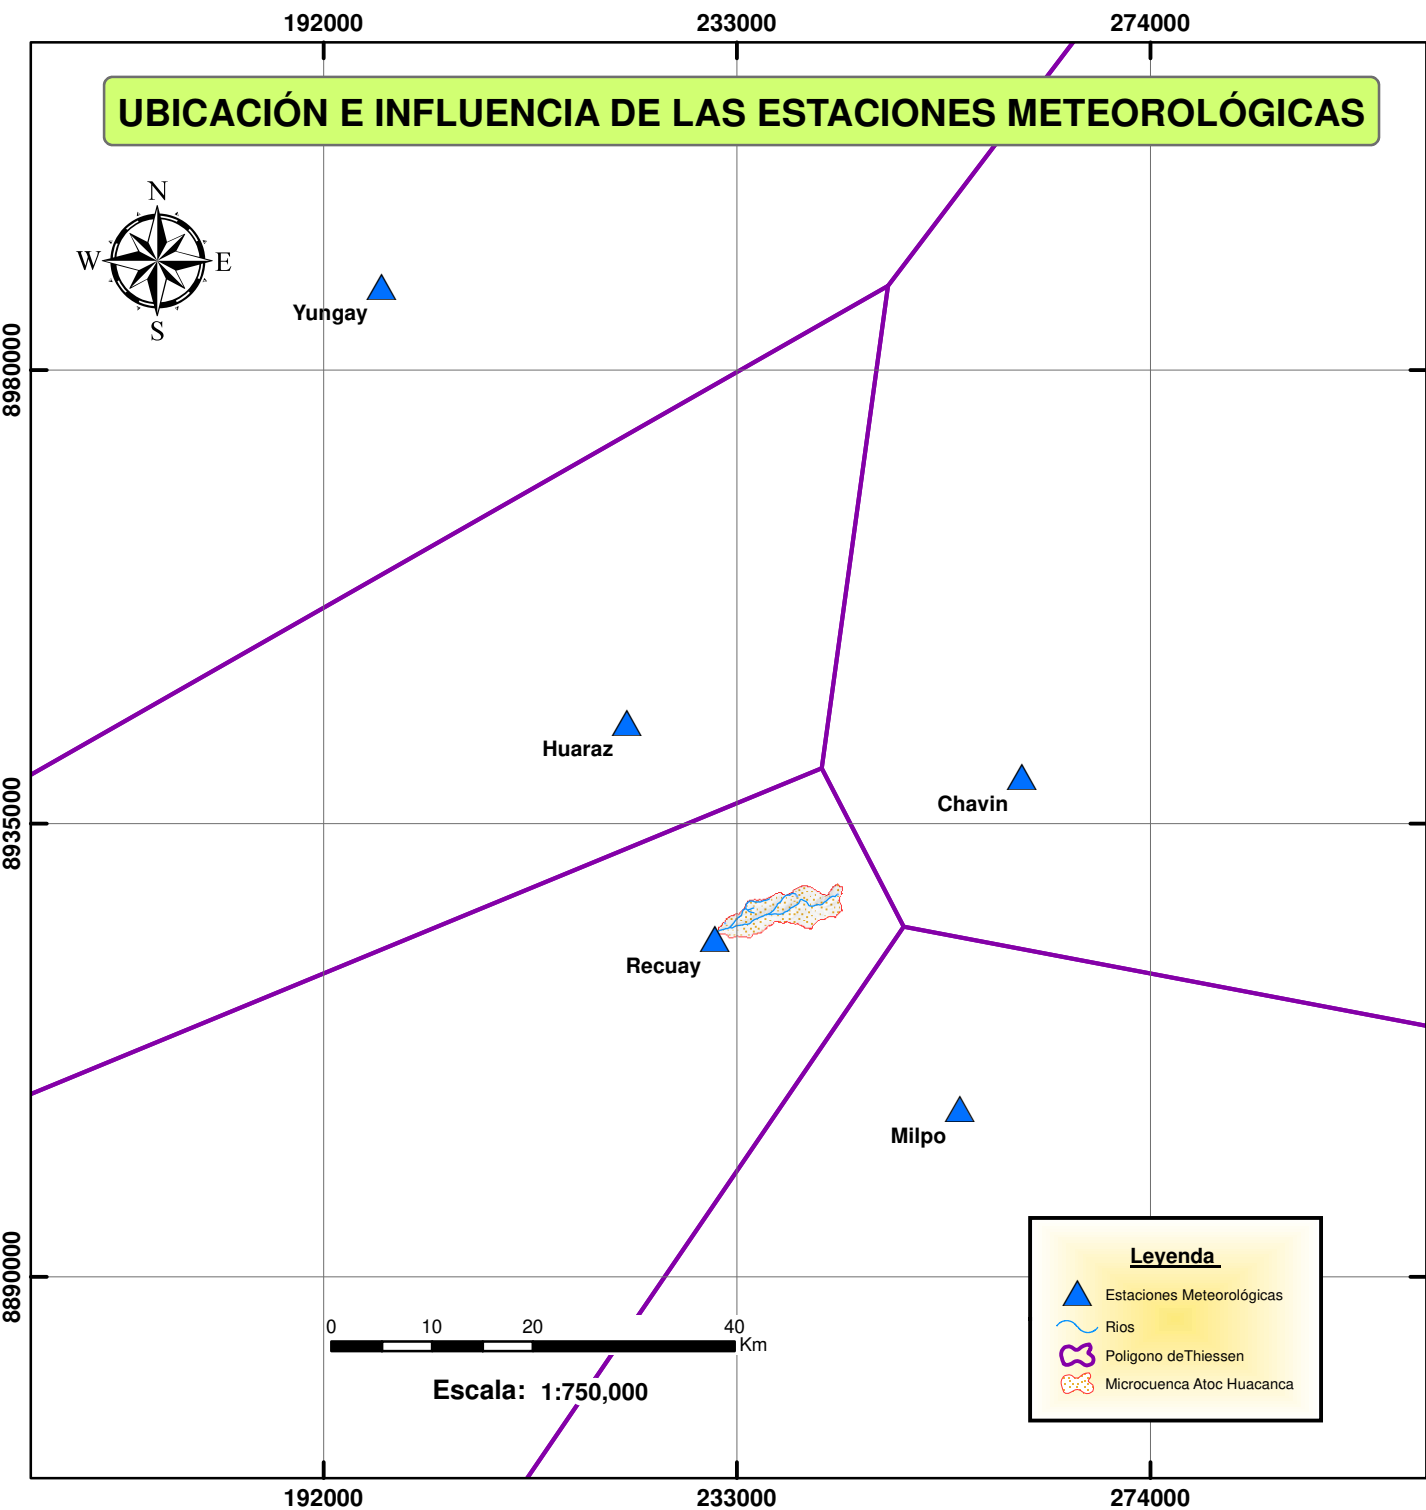 192000 233000 274000
UBICACIÓN E INFLUENCIA DE LAS ESTACIONES METEOROLÓGICAS
N
W E
S
Yungay
8980000
Huaraz
Chavin
8935000
Recuay
Milpo
8890000
Leyenda
Estaciones Meteorológicas
Rios
Poligono deThiessen
Microcuenca Atoc Huacanca
0 10 20 40
Km
Escala: 1:750,000
192000 233000 274000